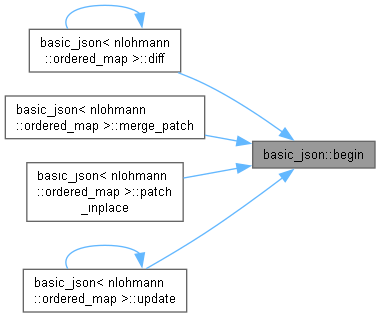 basic_json< nlohmann
::ordered_map >::diff
basic_json< nlohmann
::ordered_map >::merge_patch
basic_json::begin
basic_json< nlohmann
::ordered_map >::patch
_inplace
basic_json< nlohmann
::ordered_map >::update